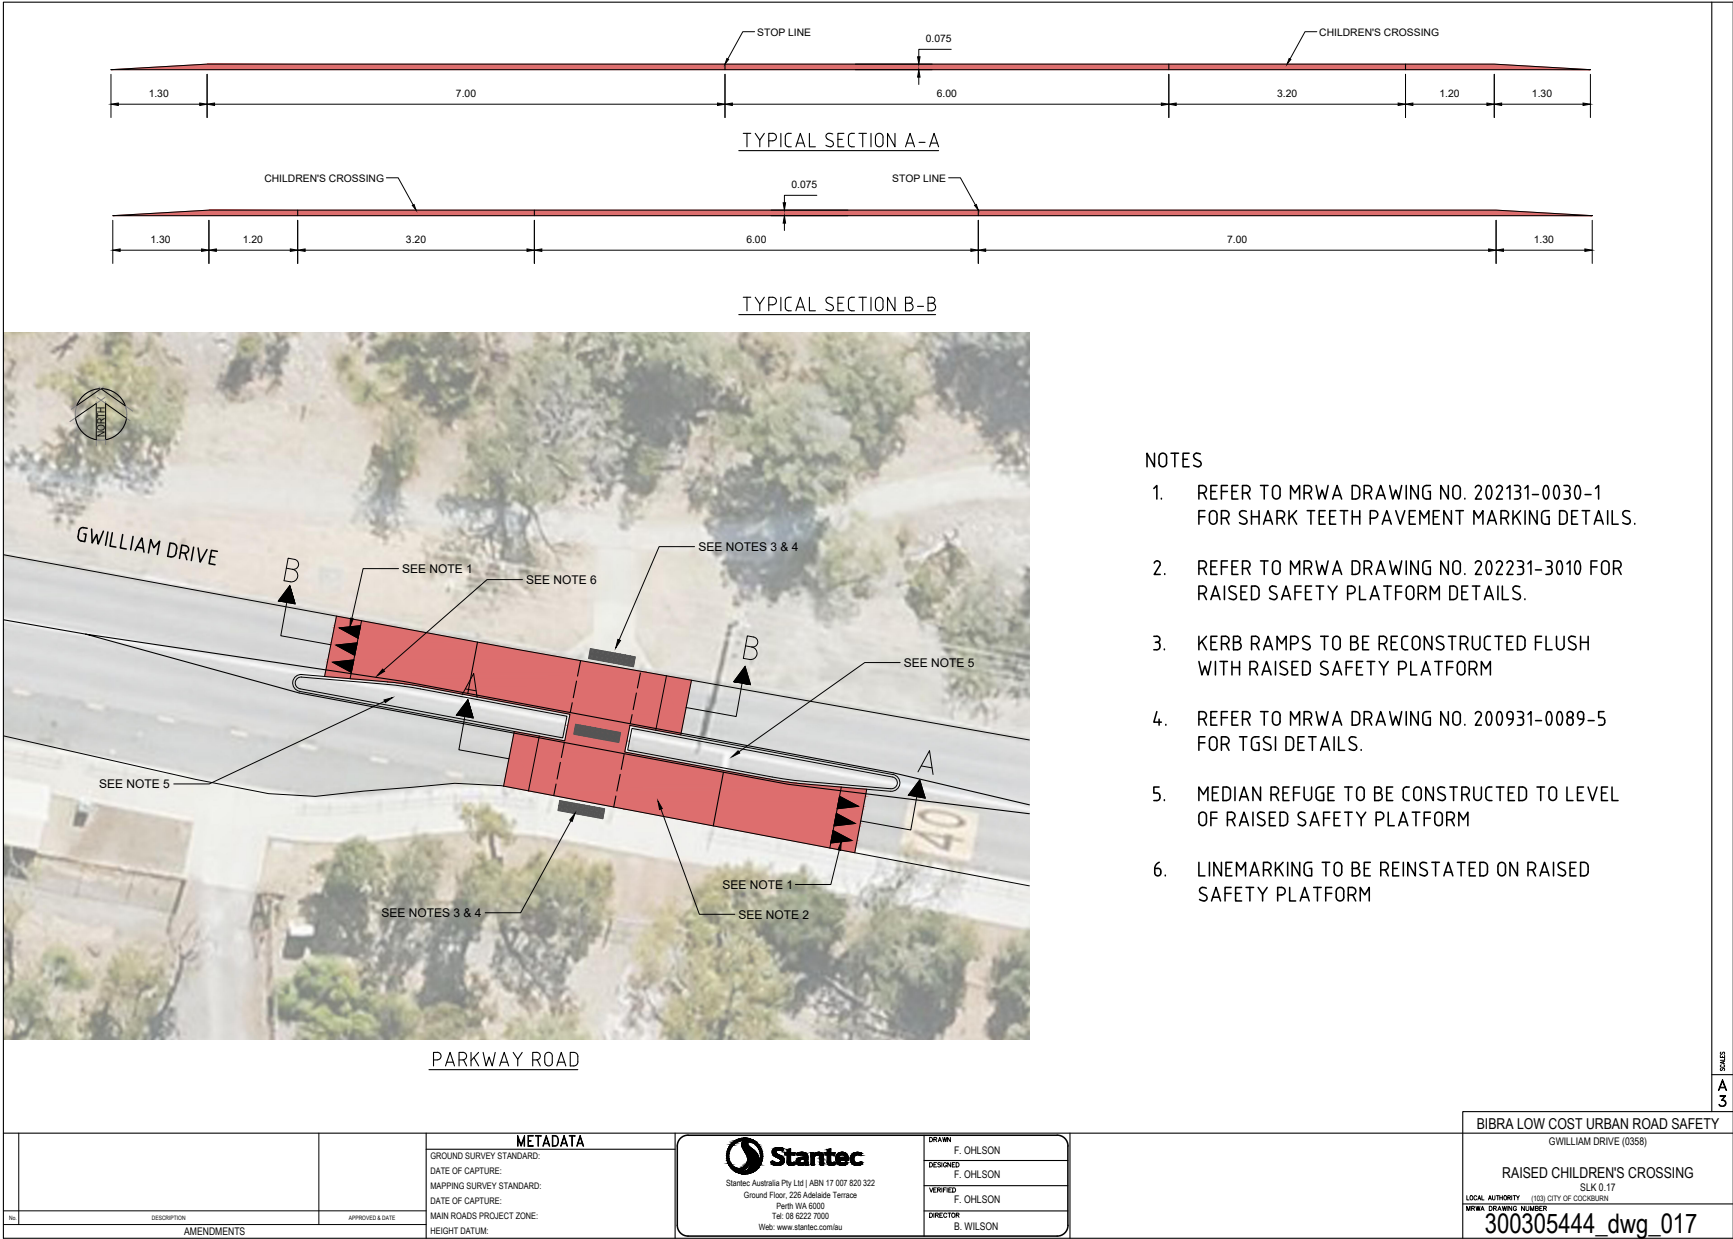 STOP LINE
0.075
CHILDREN'S CROSSING
1.30
7.00
6.00
3.20
1.20
1.30
TYPICAL SECTION A-A
CHILDREN'S CROSSING
0.075
STOP LINE
1.30
1.20
3.20
6.00
7.00
1.30
TYPICAL SECTION B-B
NORTH
GWILLIAM DRIVE
B
SEE NOTE 1
SEE NOTE 6
SEE NOTES 3 & 4
B
SEE NOTE 5
A
A
SEE NOTE 5
40
SEE NOTE 1
SEE NOTES 3 & 4
SEE NOTE 2
PARKWAY ROAD
NOTES
1. REFER TO MRWA DRAWING NO. 202131-0030-1
FOR SHARK TEETH PAVEMENT MARKING DETAILS.
2. REFER TO MRWA DRAWING NO. 202231-3010 FOR
RAISED SAFETY PLATFORM DETAILS.
3. KERB RAMPS TO BE RECONSTRUCTED FLUSH
WITH RAISED SAFETY PLATFORM
4. REFER TO MRWA DRAWING NO. 200931-0089-5
FOR TGSI DETAILS.
5. MEDIAN REFUGE TO BE CONSTRUCTED TO LEVEL
OF RAISED SAFETY PLATFORM
6. LINEMARKING TO BE REINSTATED ON RAISED
SAFETY PLATFORM
SCALES
A3
No. DESCRIPTION APPROVED & DATE
AMENDMENTS
METADATA
GROUND SURVEY STANDARD:
DATE OF CAPTURE:
MAPPING SURVEY STANDARD:
DATE OF CAPTURE:
MAIN ROADS PROJECT ZONE:
HEIGHT DATUM:
Stantec
Stantec Australia Pty Ltd | ABN 17 007 820 322
Ground Floor, 226 Adelaide Terrace
Perth WA 6000
Tel: 08 6222 7000
Web: www.stantec.com/au
DRAWN
F. OHLSON
DESIGNED
F. OHLSON
VERIFIED
F. OHLSON
DIRECTOR
B. WILSON
BIBRA LOW COST URBAN ROAD SAFETY
GWILLIAM DRIVE (0358)
RAISED CHILDREN'S CROSSING
SLK 0.17
LOCAL AUTHORITY (103) CITY OF COCKBURN
MRWA DRAWING NUMBER
300305444_dwg_017